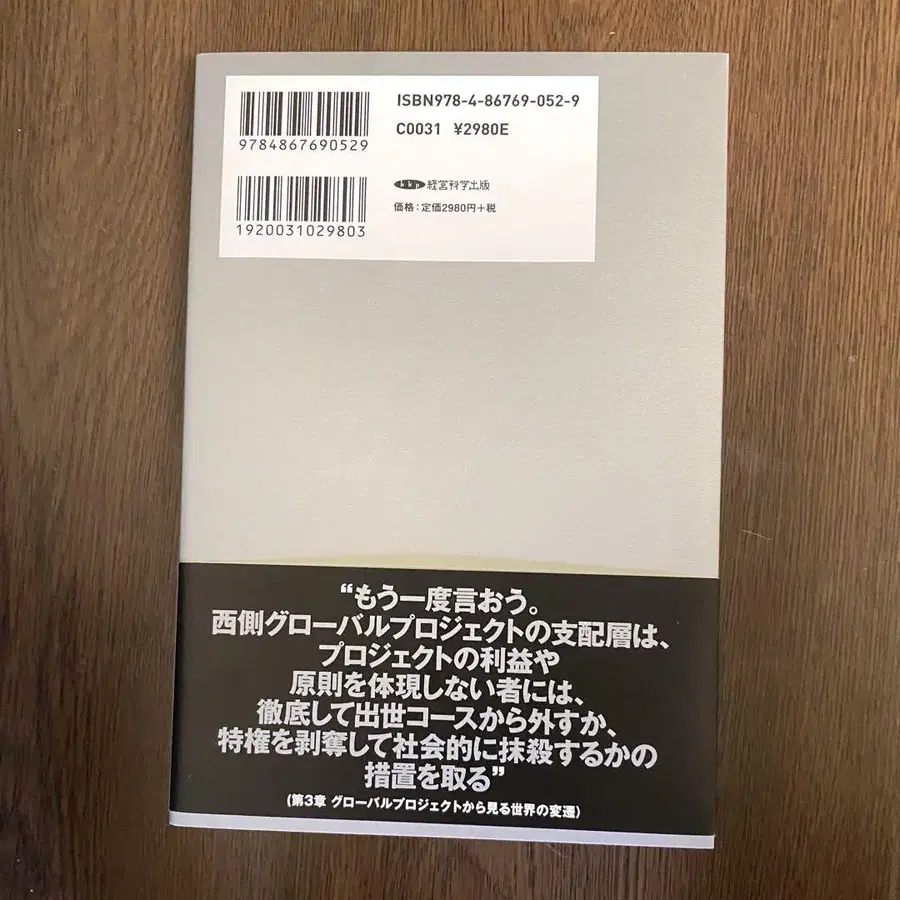 ISBN978-4-86769-052-9
C0031 ¥2980E
9784867690529
kkp 経営科学出版
価格：定価2980円+税
1920031029803
“もう一度言おう。
西側グローバルプロジェクトの支配層は、
プロジェクトの利益や
原則を体現しない者には、
徹底して出世コースから外すか、
特権を剥奪して社会的に抹殺するかの
措置を取る”
(第3章 グローバルプロジェクトから見る世界の変遷)